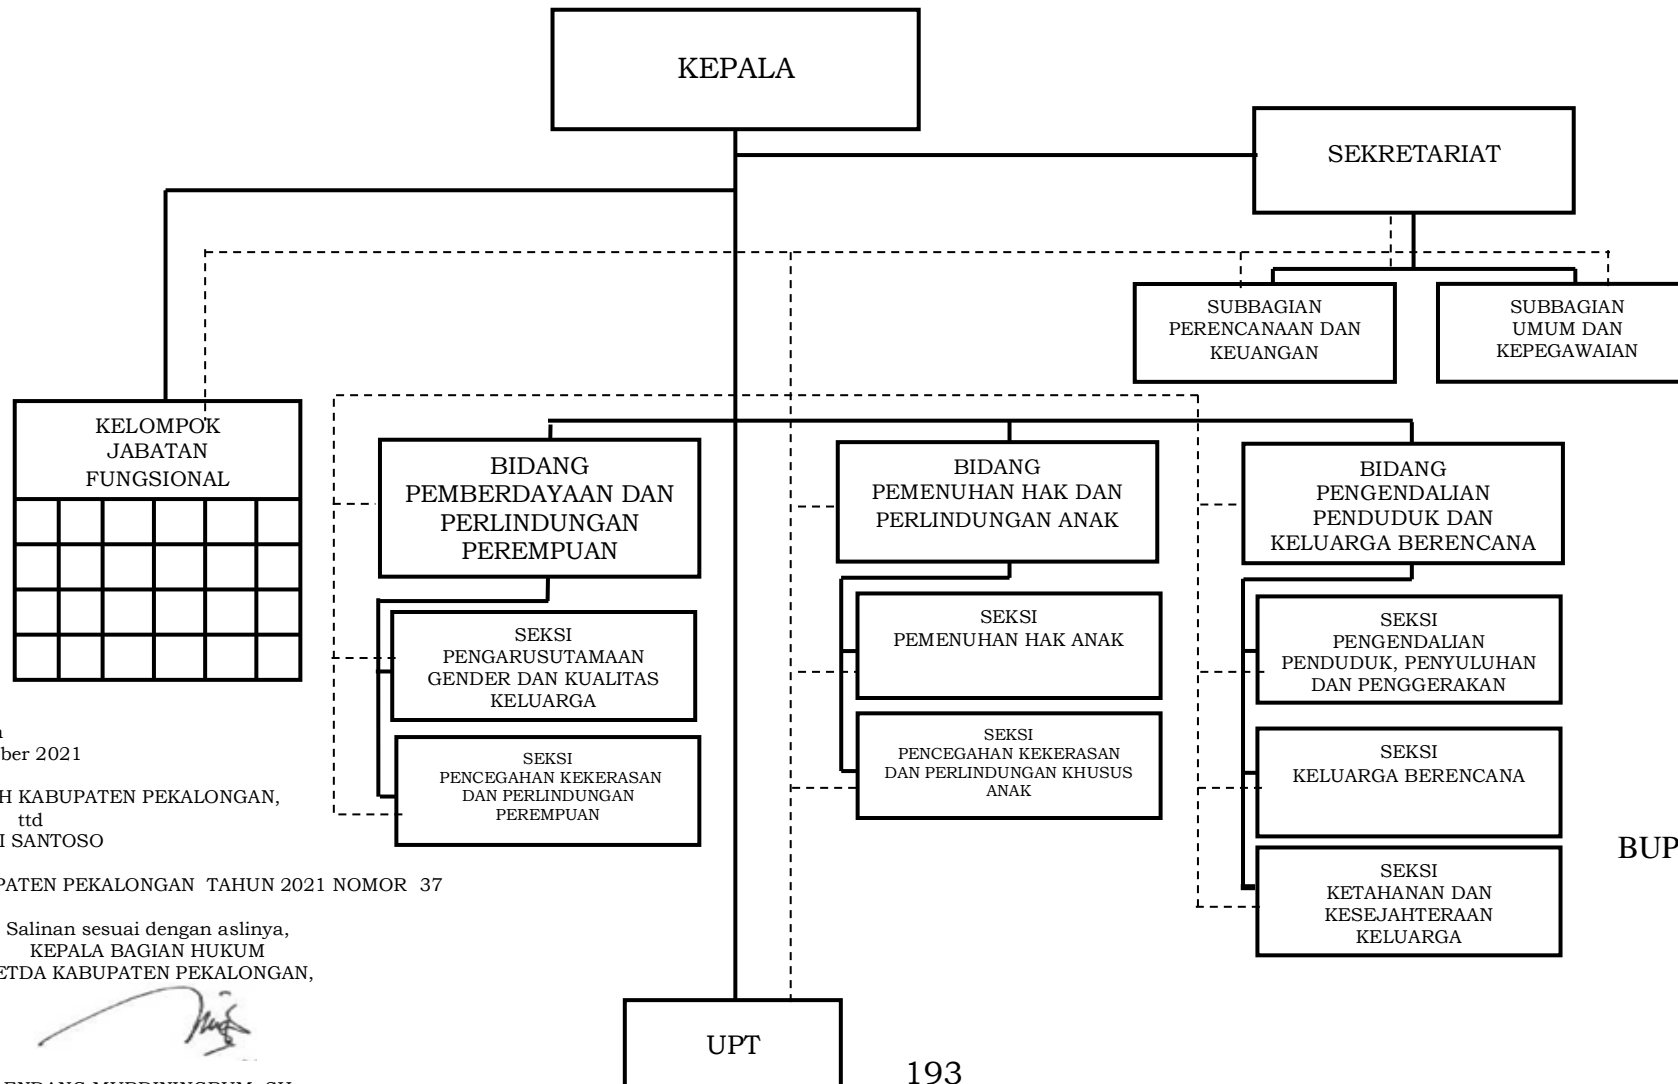 KEPALA
SEKRETARIAT
SUBBAGIAN
PERENCANAAN DAN
KEUANGAN
SUBBAGIAN
UMUM DAN
KEPEGAWAIAN
KELOMPOK
JABATAN
FUNGSIONAL
BIDANG
PEMBERDAYAAN DAN
PERLINDUNGAN
PEREMPUAN
BIDANG
PEMENUHAN HAK DAN
PERLINDUNGAN ANAK
BIDANG
PENGENDALIAN
PENDUDUK DAN
KELUARGA BERENCANA
SEKSI
PENGARUSUTAMAAN
GENDER DAN KUALITAS
KELUARGA
SEKSI
PENCEGAHAN KEKERASAN
DAN PERLINDUNGAN
PEREMPUAN
SEKSI
PEMENUHAN HAK ANAK
SEKSI
PENCEGAHAN KEKERASAN
DAN PERLINDUNGAN KHUSUS
ANAK
SEKSI
PENGENDALIAN
PENDUDUK, PENYULUHAN
DAN PENGGERAKAN
SEKSI
KELUARGA BERENCANA
SEKSI
KETAHANAN DAN
KESEJAHTERAAN
KELUARGA
ber 2021
H KABUPATEN PEKALONGAN,
ttd
I SANTOSO
PATEN PEKALONGAN TAHUN 2021 NOMOR 37
Salinan sesuai dengan aslinya,
KEPALA BAGIAN HUKUM
ETDA KABUPATEN PEKALONGAN,
BUP
UPT
193